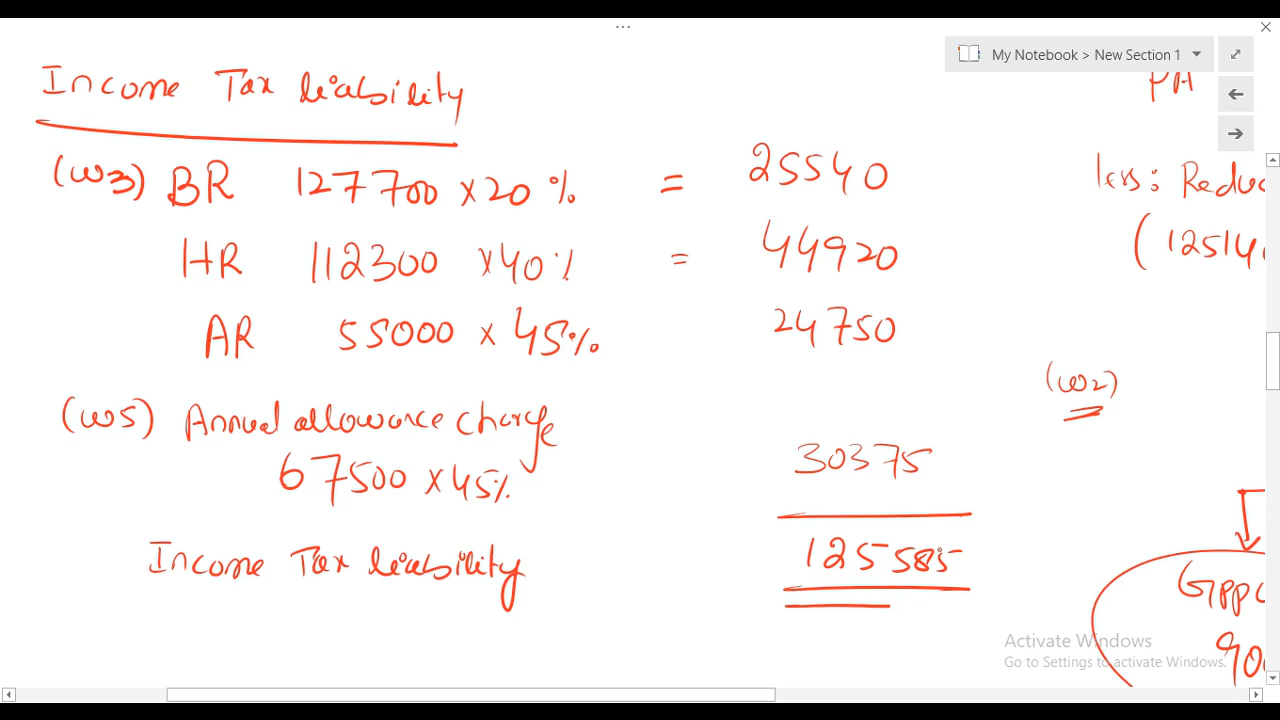 My Notebook > New Section 1
Income Tax liability
PA
(W3) BR 127700 × 20 % = 25540
less: Reduc
HR 112300 × 40% = 44920
( 12514
AR 55000 × 45% 24750
(W2)
(W5) Annual allowance charge
67500 × 45% 30375
Income Tax liability 125585
90
Activate Windows
Go to Settings to activate Windows.